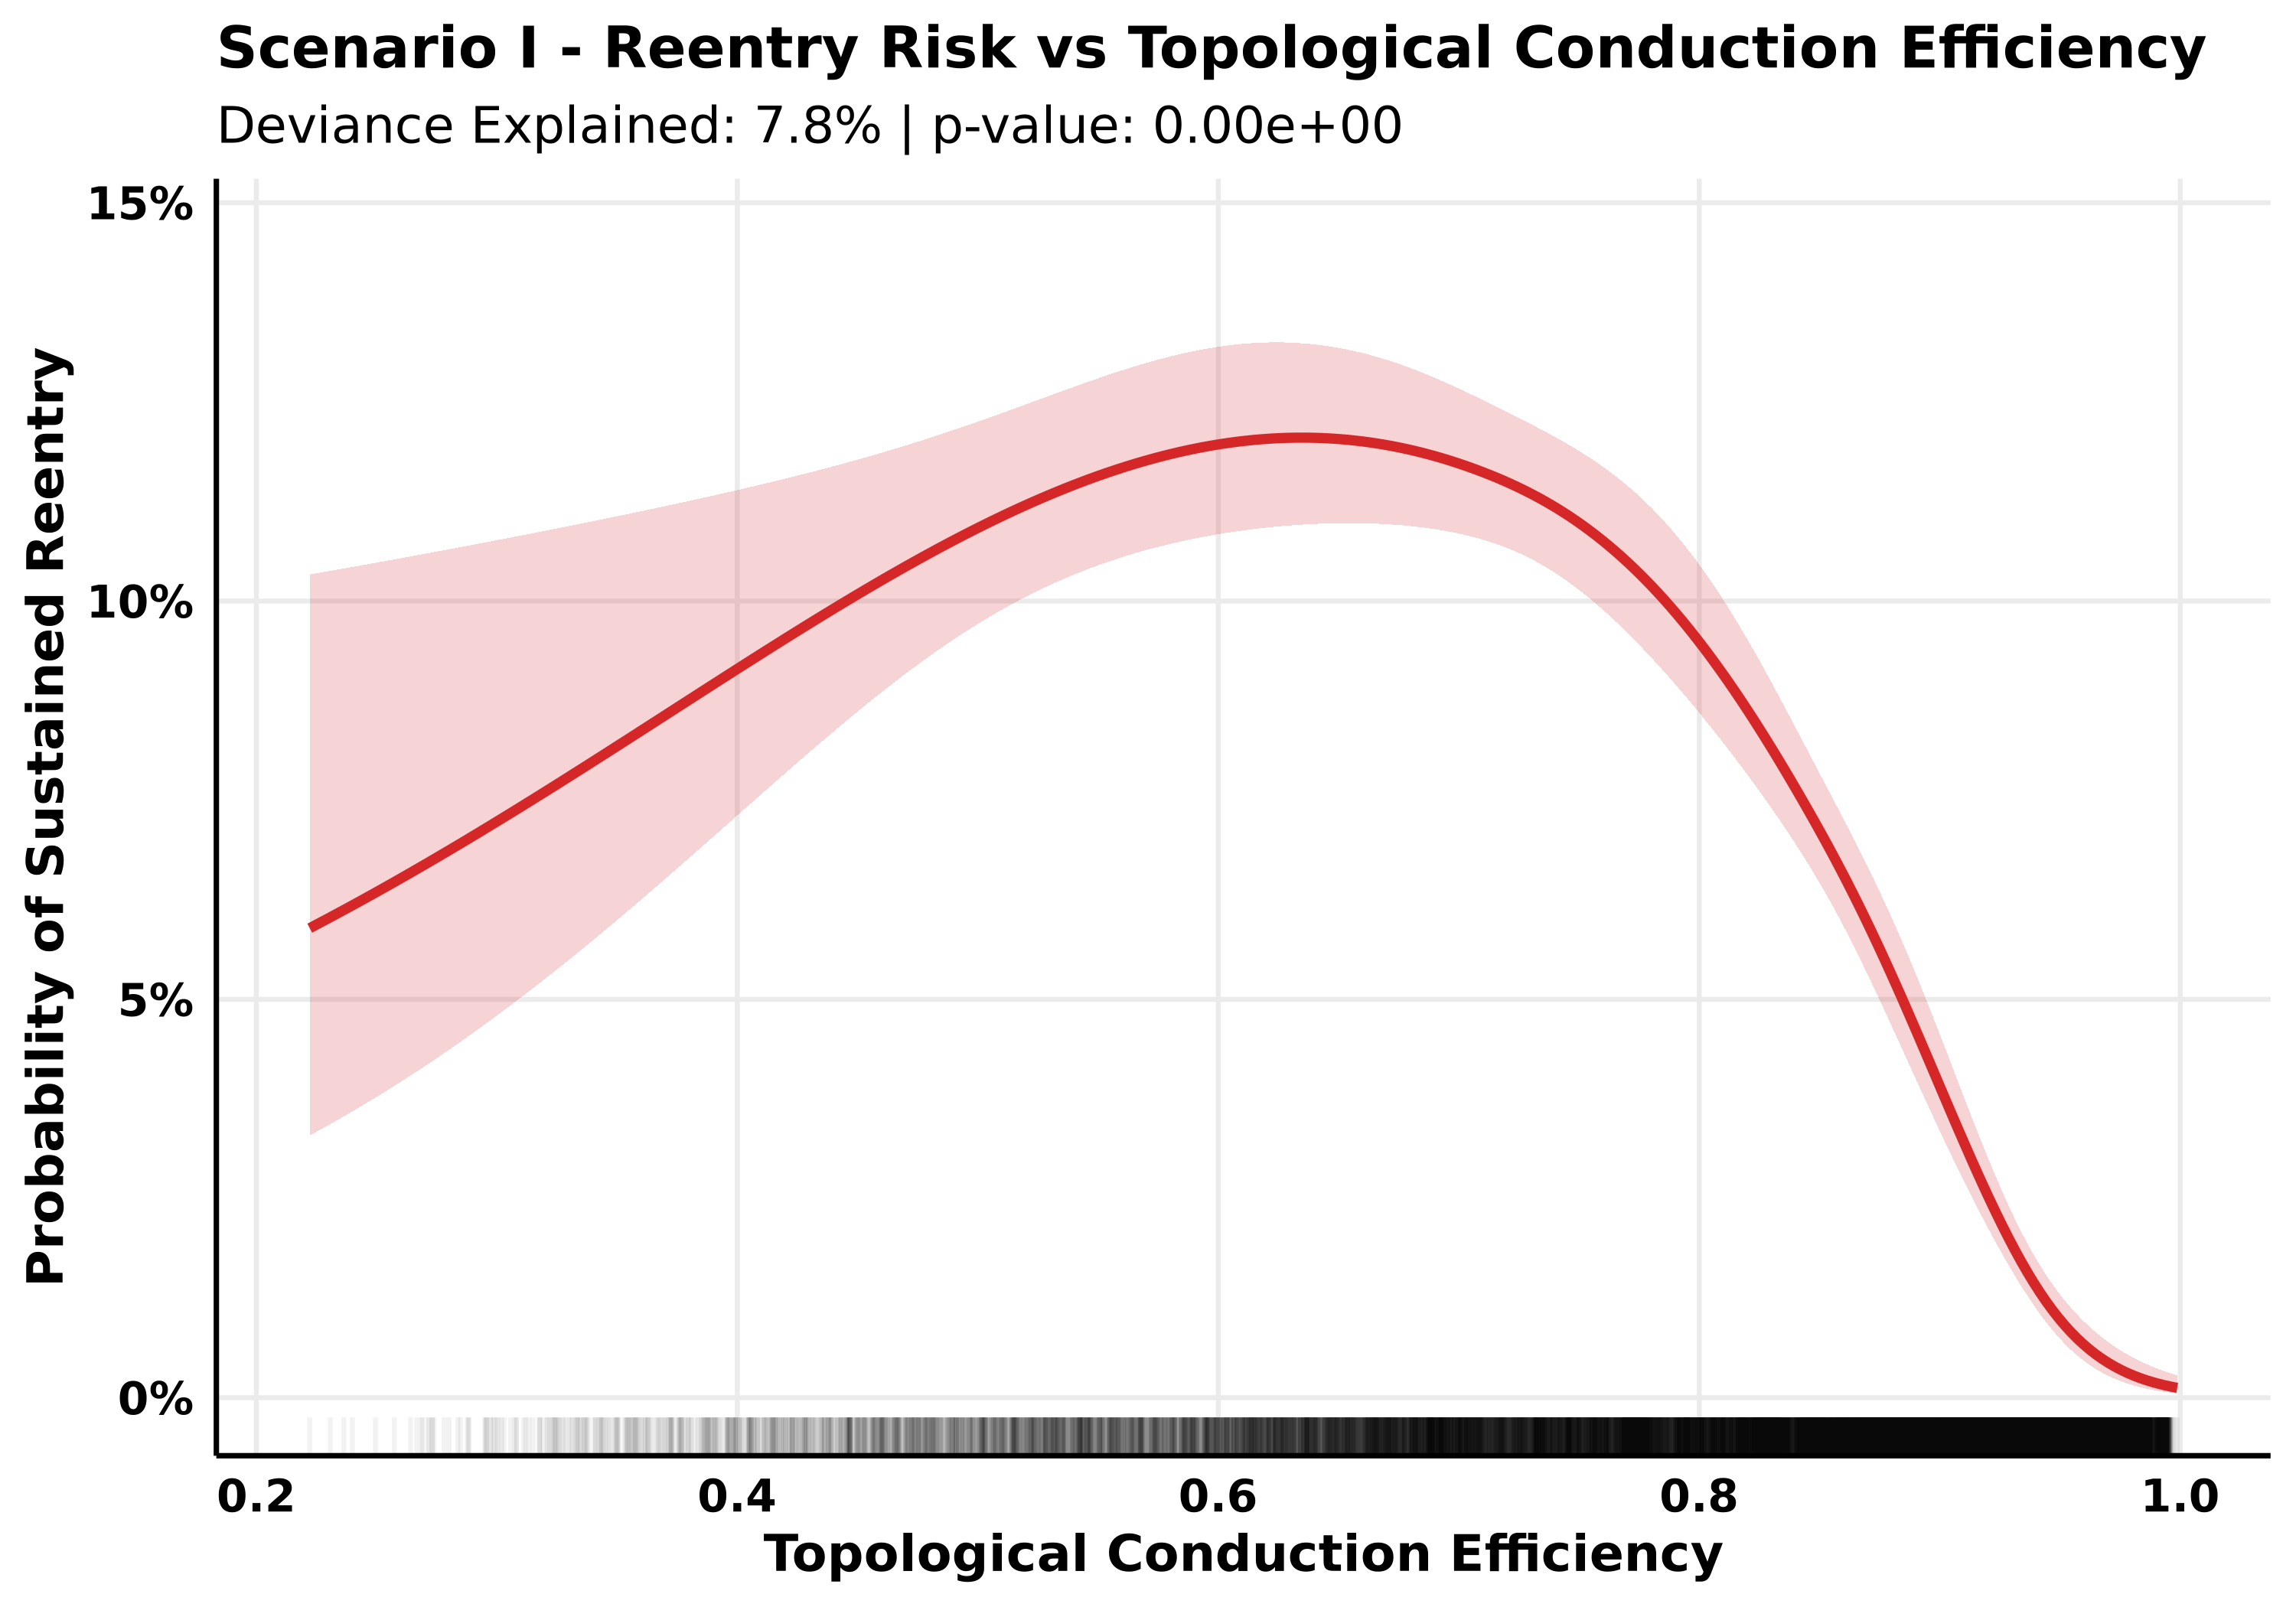 Scenario I - Reentry Risk vs Topological Conduction Efficiency
Deviance Explained: 7.8% | p-value: 0.00e+00
Probability of Sustained Reentry
15%
10%
5%
0%
0.2
0.4
0.6
0.8
1.0
Topological Conduction Efficiency